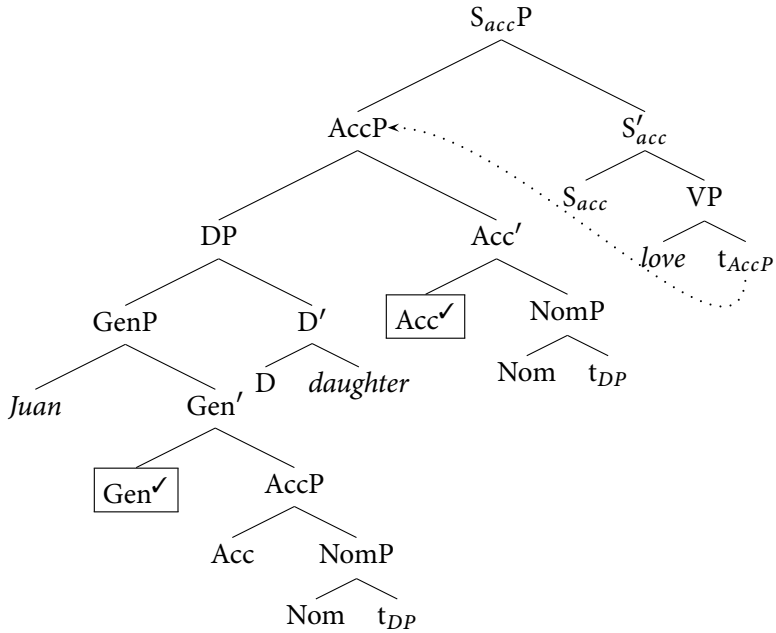 S_accP
AccP S′_acc
S_acc VP
DP Acc′ love t_AccP
GenP D′ Acc✓ NomP
Juan Gen′ D daughter Nom t_DP
Gen✓ AccP
Acc NomP
Nom t_DP